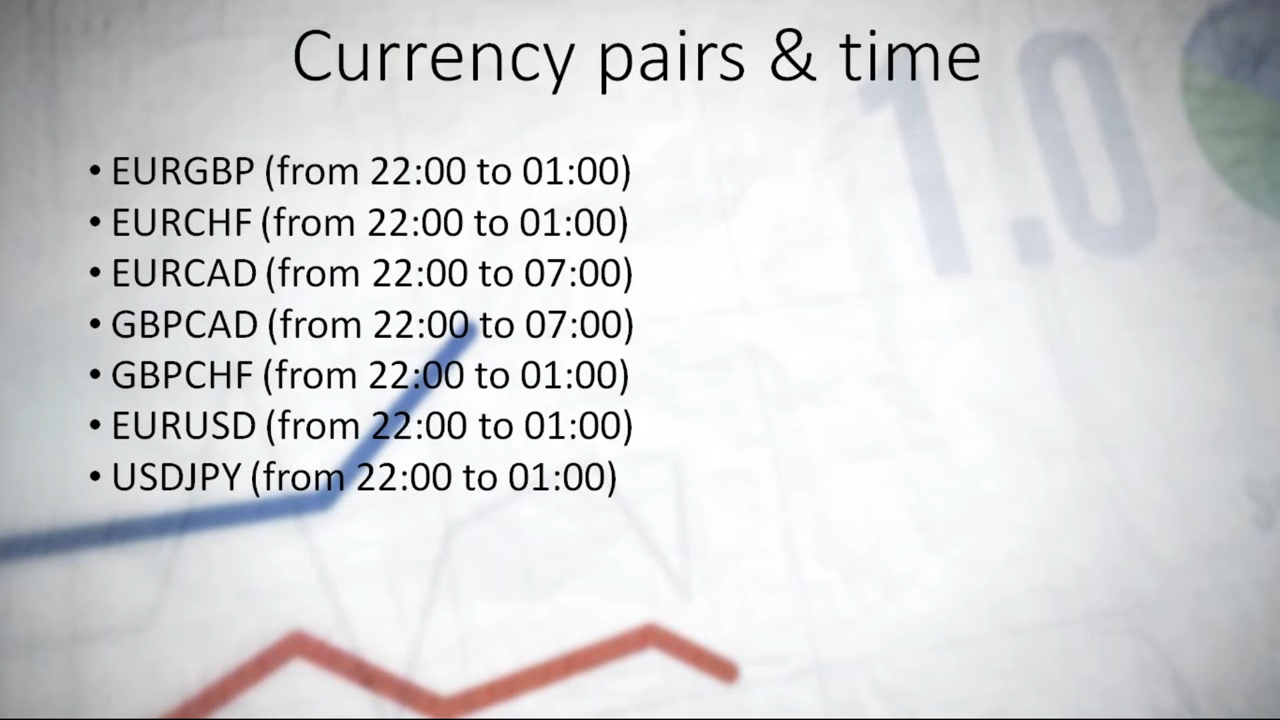 Currency pairs & time
1.0
• EURGBP (from 22:00 to 01:00)
• EURCHF (from 22:00 to 01:00)
• EURCAD (from 22:00 to 07:00)
• GBPCAD (from 22:00 to 07:00)
• GBPCHF (from 22:00 to 01:00)
• EURUSD (from 22:00 to 01:00)
• USDJPY (from 22:00 to 01:00)